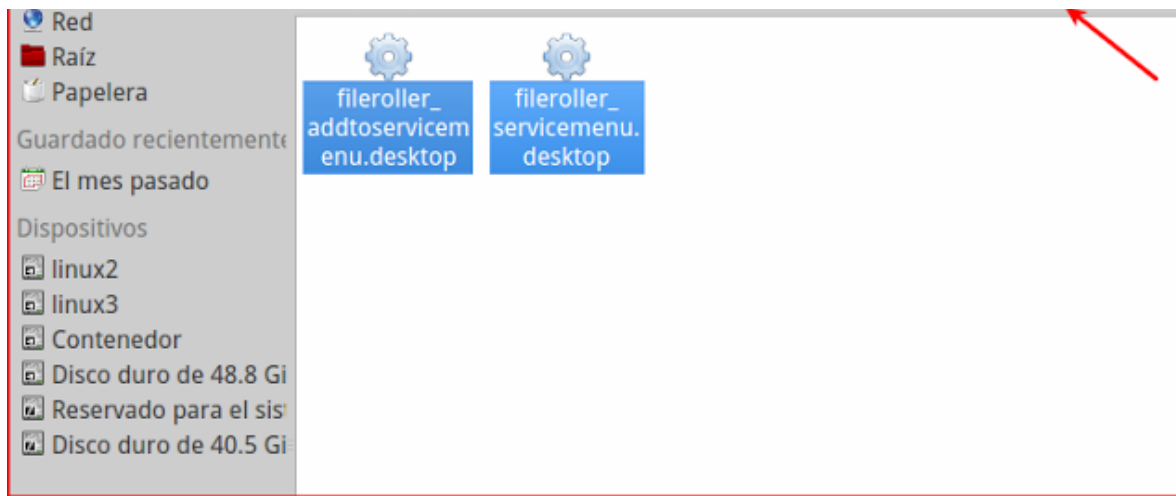 Red
Raíz
Papelera
Guardado recientemente
El mes pasado
Dispositivos
linux2
linux3
Contenedor
Disco duro de 48.8 Gi
Reservado para el sis
Disco duro de 40.5 Gi
fileroller_
addtoservicem
enu.desktop
fileroller_
servicemenu.
desktop